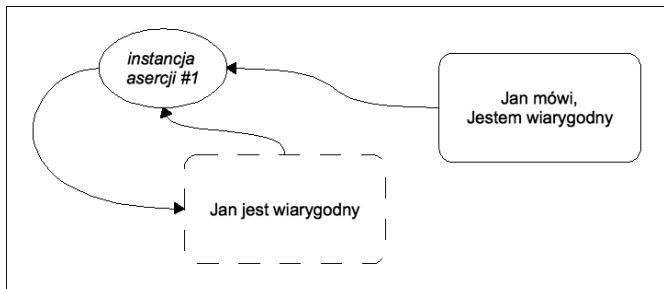 instancja
asercji #1
Jan mówi,
Jestem wiarygodny
Jan jest wiarygodny